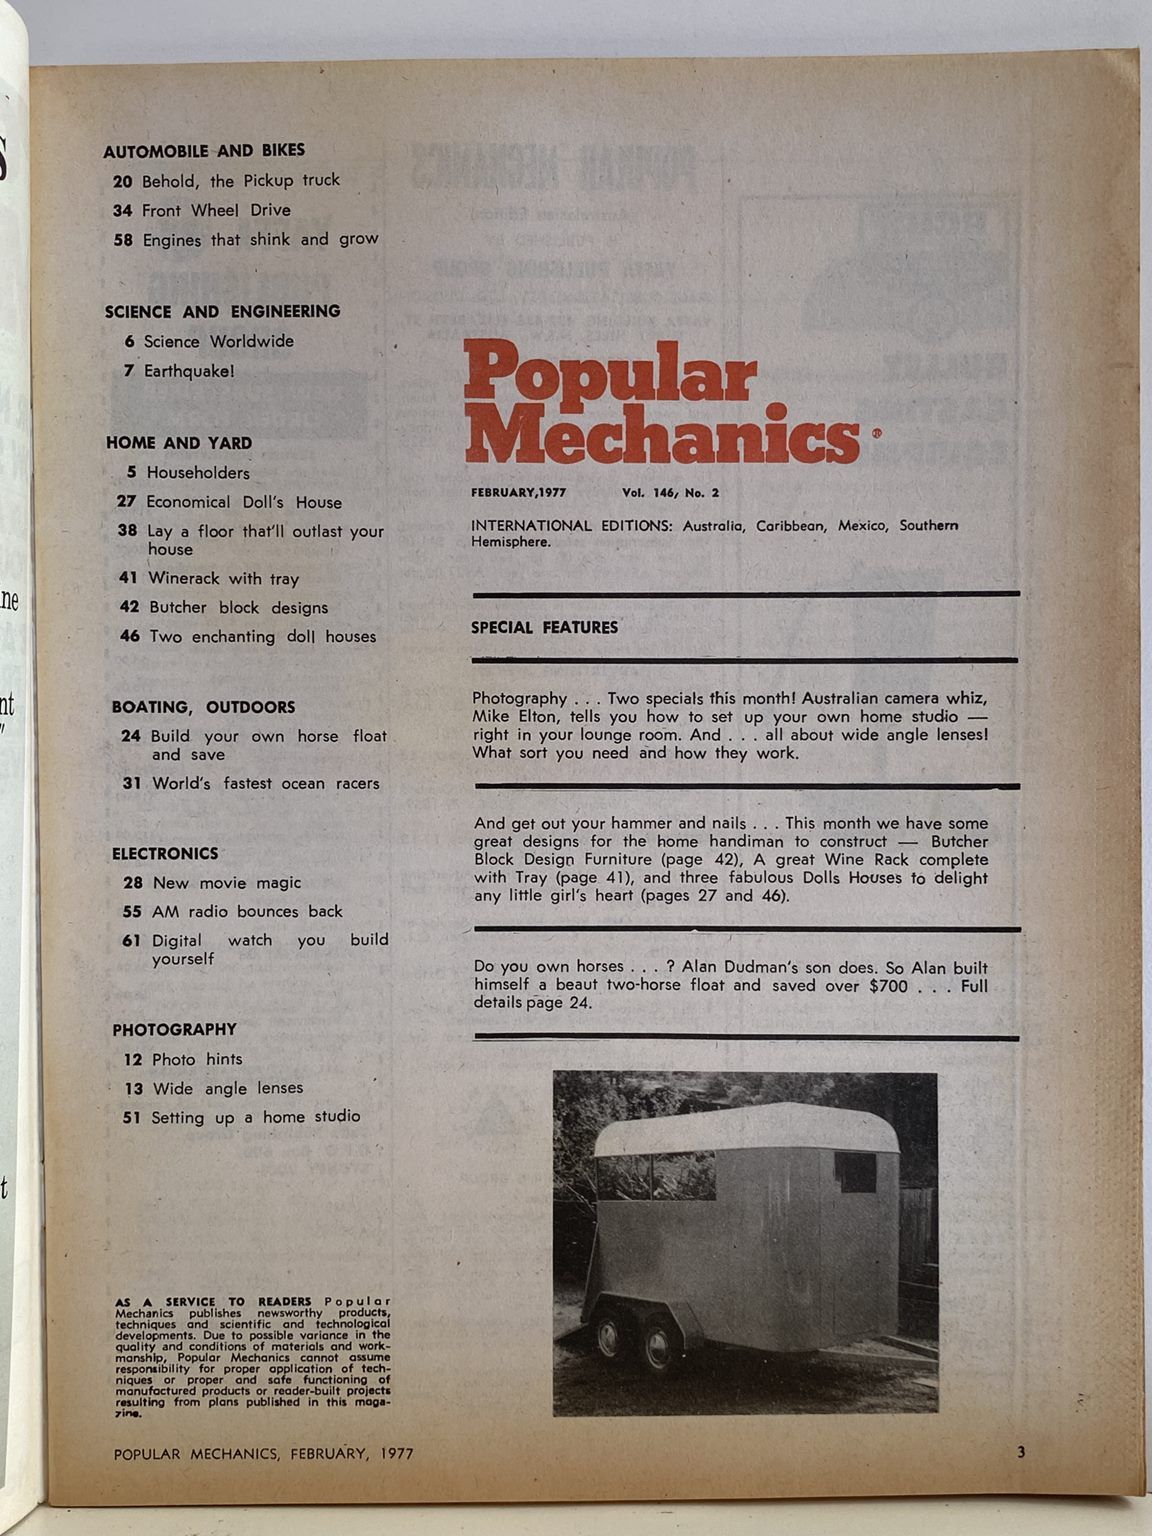 AUTOMOBILE AND BIKES
20 Behold, the Pickup truck
34 Front Wheel Drive
58 Engines that shink and grow
SCIENCE AND ENGINEERING
6 Science Worldwide
7 Earthquake!
HOME AND YARD
5 Householders
27 Economical Doll's House
38 Lay a floor that'll outlast your
house
41 Winerack with tray
42 Butcher block designs
46 Two enchanting doll houses
BOATING, OUTDOORS
24 Build your own horse float
and save
31 World's fastest ocean racers
ELECTRONICS
28 New movie magic
55 AM radio bounces back
61 Digital watch you build
yourself
PHOTOGRAPHY
12 Photo hints
13 Wide angle lenses
51 Setting up a home studio
AS A SERVICE TO READERS Popular
Mechanics publishes newsworthy products,
techniques and scientific and technological
developments. Due to possible variance in the
quality and conditions of materials and work-
manship, Popular Mechanics cannot assume
responsibility for proper application of tech-
niques or proper and safe functioning of
manufactured products or reader-built projects
resulting from plans published in this maga-
zine.
Popular
Mechanics®
FEBRUARY,1977 Vol. 146, No. 2
INTERNATIONAL EDITIONS: Australia, Caribbean, Mexico, Southern
Hemisphere.
SPECIAL FEATURES
Photography . . . Two specials this month! Australian camera whiz,
Mike Elton, tells you how to set up your own home studio —
right in your lounge room. And . . . all about wide angle lenses!
What sort you need and how they work.
And get out your hammer and nails . . . This month we have some
great designs for the home handiman to construct — Butcher
Block Design Furniture (page 42), A great Wine Rack complete
with Tray (page 41), and three fabulous Dolls Houses to delight
any little girl's heart (pages 27 and 46).
Do you own horses . . . ? Alan Dudman's son does. So Alan built
himself a beaut two-horse float and saved over $700 . . . Full
details page 24.
POPULAR MECHANICS, FEBRUARY, 1977
3